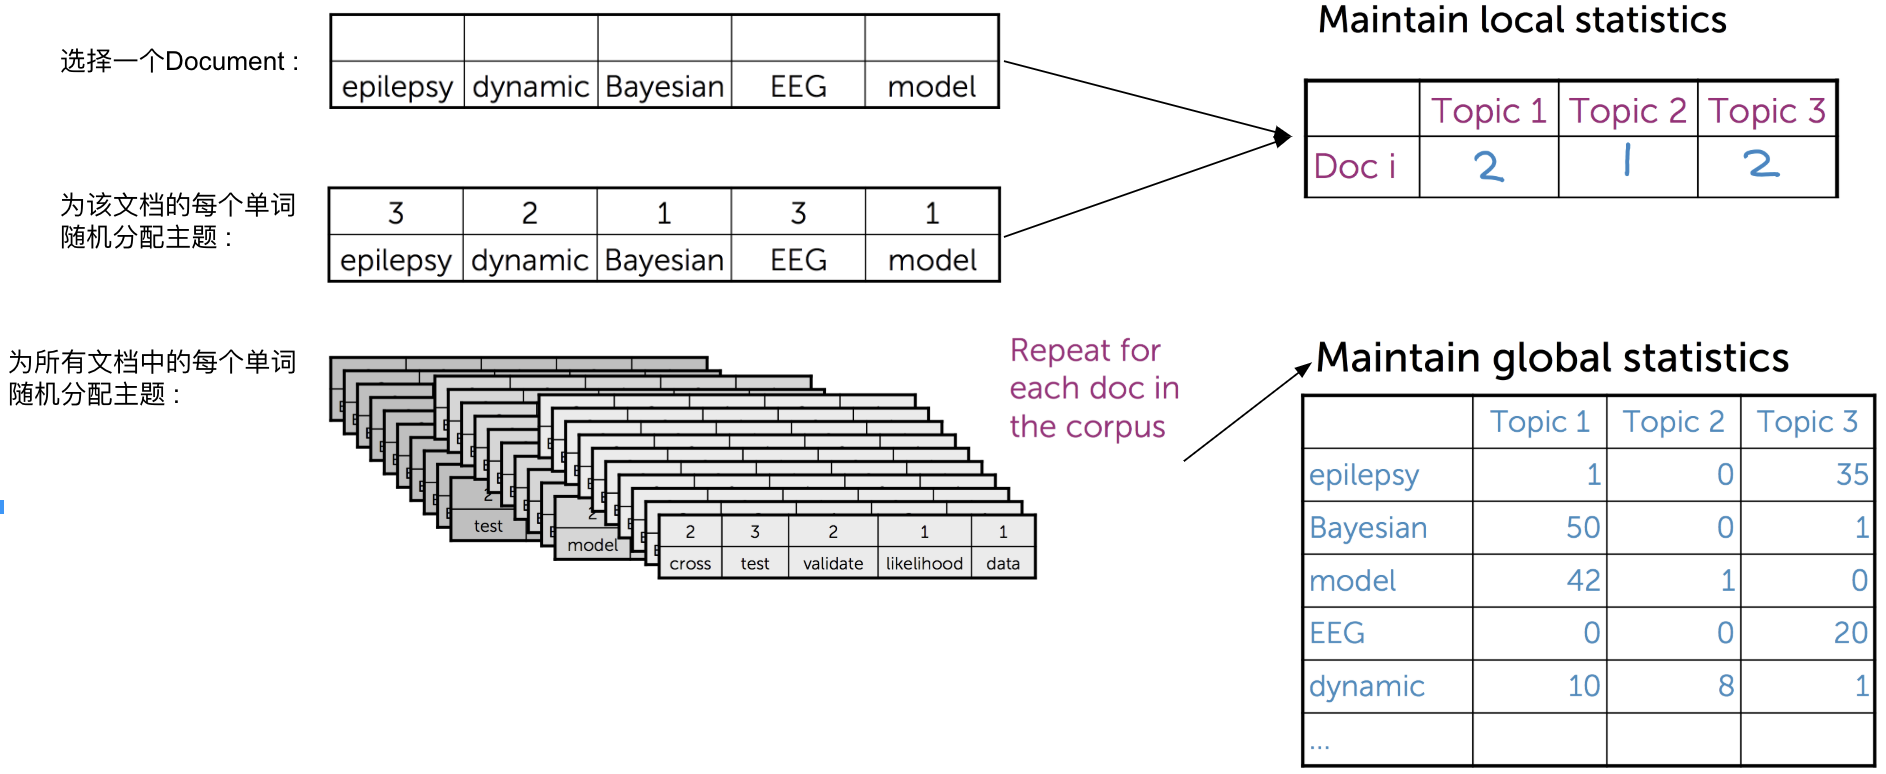 选择一个Document :
epilepsy dynamic Bayesian EEG model
为该文档的每个单词
随机分配主题 :
3 2 1 3 1
epilepsy dynamic Bayesian EEG model
为所有文档中的每个单词
随机分配主题 :
2
test
2
model
2 3 2 1 1
cross test validate likelihood data
Repeat for
each doc in
the corpus
Maintain local statistics
Topic 1 Topic 2 Topic 3
Doc i 2 1 2
Maintain global statistics
Topic 1 Topic 2 Topic 3
epilepsy 1 0 35
Bayesian 50 0 1
model 42 1 0
EEG 0 0 20
dynamic 10 8 1
...